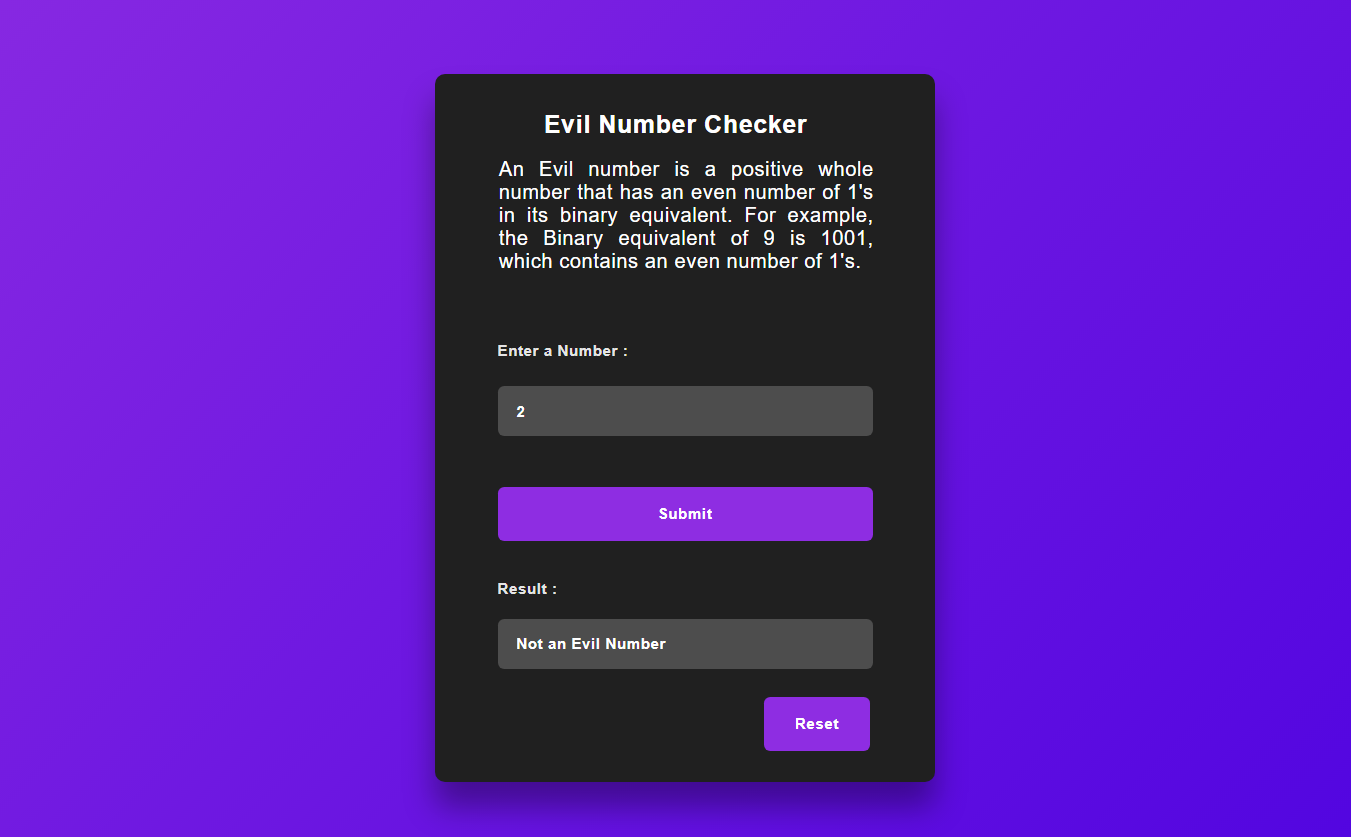 Evil Number Checker
An Evil number is a positive whole
number that has an even number of 1's
in its binary equivalent. For example,
the Binary equivalent of 9 is 1001,
which contains an even number of 1's.
Enter a Number :
2
Submit
Result :
Not an Evil Number
Reset